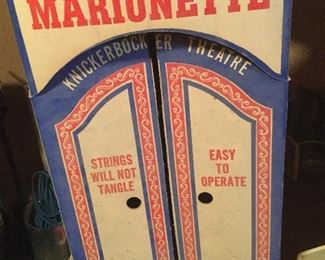 MARIONETTE
KNICKERBOCKER THEATRE
STRINGS
WILL NOT
TANGLE
EASY
TO
OPERATE